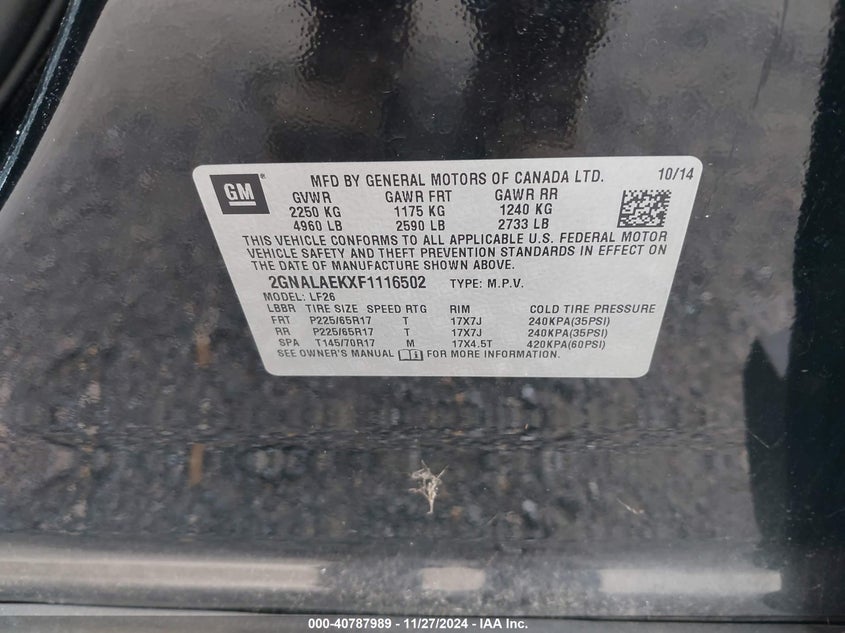 GM® MFD BY GENERAL MOTORS OF CANADA LTD. 10/14
GVWR GAWR FRT GAWR RR
2250 KG 1175 KG 1240 KG
4960 LB 2590 LB 2733 LB
THIS VEHICLE CONFORMS TO ALL APPLICABLE U.S. FEDERAL MOTOR
VEHICLE SAFETY AND THEFT PREVENTION STANDARDS IN EFFECT ON
THE DATE OF MANUFACTURE SHOWN ABOVE.
2GNALAEKXF1116502 TYPE: M.P.V.
MODEL: LF26
LBBR TIRE SIZE SPEED RTG RIM COLD TIRE PRESSURE
FRT P225/65R17 T 17X7J 240KPA(35PSI)
RR P225/65R17 T 17X7J 240KPA(35PSI)
SPA T145/70R17 M 17X4.5T 420KPA(60PSI)
SEE OWNER'S MANUAL FOR MORE INFORMATION.
000-40787989 - 11/27/2024 - IAA Inc.